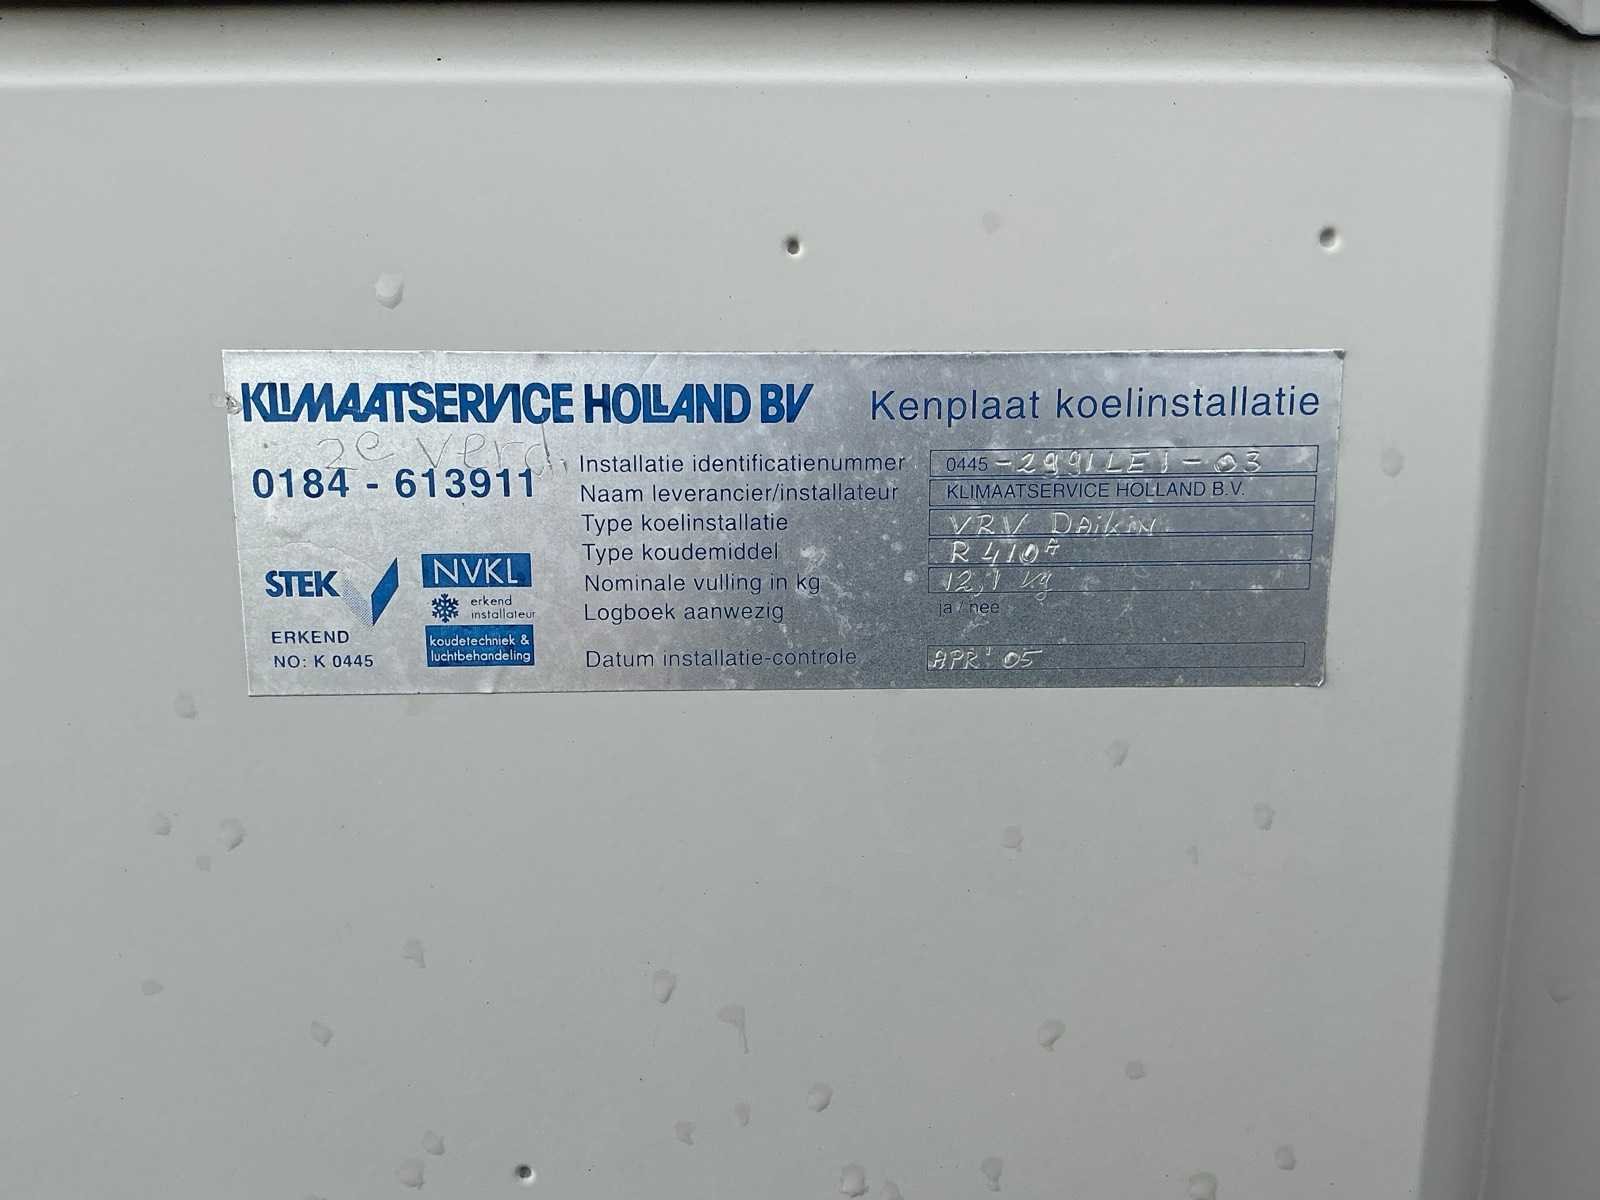 KLIMAATSERVICE HOLLAND BV
Kenplaat koelinstallatie
2e verd.
0184 - 613911
Installatie identificatienummer 0445 - 2991LE1 - 03
Naam leverancier/installateur KLIMAATSERVICE HOLLAND B.V.
Type koelinstallatie VRV DAiKiN.
Type koudemiddel R 410A
Nominale vulling in kg 12,1 kg
Logboek aanwezig ja / nee
Datum installatie-controle APR' 05
STEK
ERKEND
NO: K 0445
NVKL
erkend
installateur
koudetechniek &
luchtbehandeling